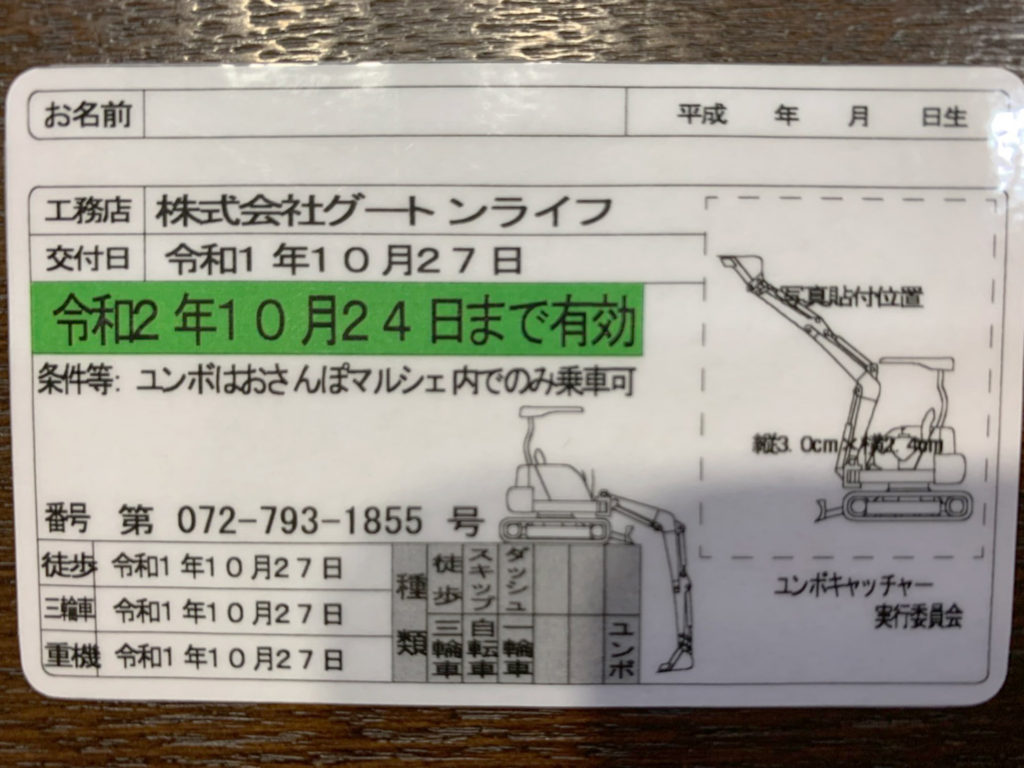 お名前 平成 年 月 日生
工務店 株式会社グートンライフ
交付日 令和1年10月27日
令和2年10月24日まで有効
写真貼付位置
条件等: ユンボはおさんぽマルシェ内でのみ乗車可
縦3.0cm×横2.4cm
番号 第 072-793-1855 号
徒歩 令和1年10月27日
三輪車 令和1年10月27日
重機 令和1年10月27日
種類
徒歩 スキップ ダッシュ
三輪車 自転車 一輪車 ユンボ
ユンボキャッチャー
実行委員会